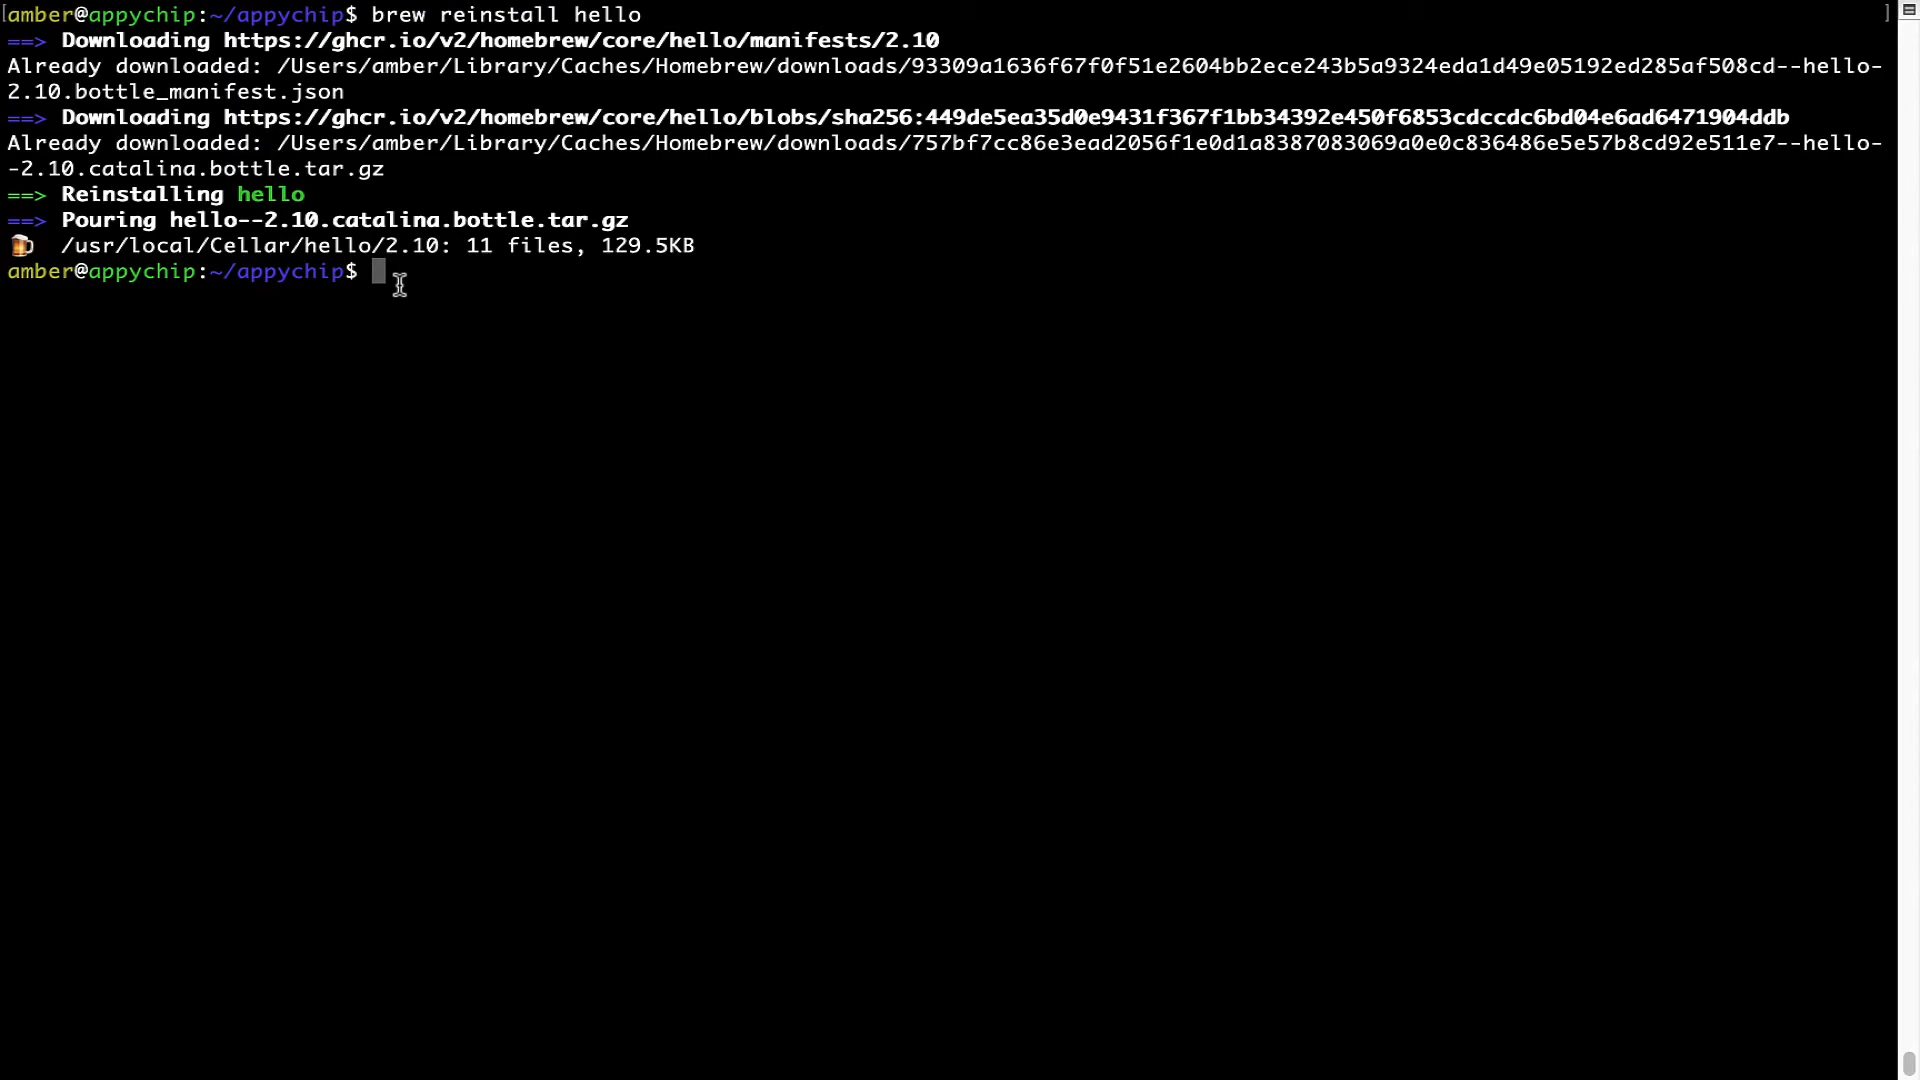 [amber@appychip:~/appychip$ brew reinstall hello ]
==> Downloading https://ghcr.io/v2/homebrew/core/hello/manifests/2.10
Already downloaded: /Users/amber/Library/Caches/Homebrew/downloads/93309a1636f67f0f51e2604bb2ece243b5a9324eda1d49e05192ed285af508cd--hello-
2.10.bottle_manifest.json
==> Downloading https://ghcr.io/v2/homebrew/core/hello/blobs/sha256:449de5ea35d0e9431f367f1bb34392e450f6853cdccdc6bd04e6ad6471904ddb
Already downloaded: /Users/amber/Library/Caches/Homebrew/downloads/757bf7cc86e3ead2056f1e0d1a8387083069a0e0c836486e5e57b8cd92e511e7--hello-
-2.10.catalina.bottle.tar.gz
==> Reinstalling hello
==> Pouring hello--2.10.catalina.bottle.tar.gz
🍺 /usr/local/Cellar/hello/2.10: 11 files, 129.5KB
amber@appychip:~/appychip$